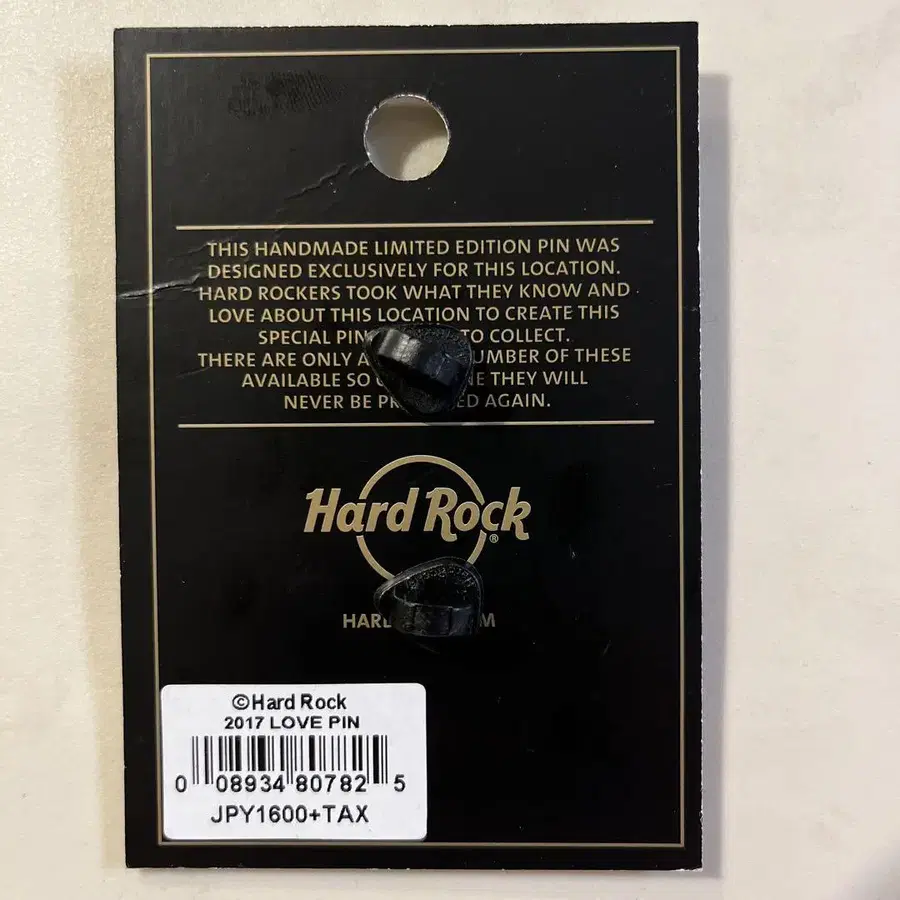 THIS HANDMADE LIMITED EDITION PIN WAS
DESIGNED EXCLUSIVELY FOR THIS LOCATION.
HARD ROCKERS TOOK WHAT THEY KNOW AND
LOVE ABOUT THIS LOCATION TO CREATE THIS
SPECIAL PIN TO COLLECT.
THERE ARE ONLY A NUMBER OF THESE
AVAILABLE SO THEY WILL
NEVER BE AGAIN.
Hard Rock
®
©Hard Rock
2017 LOVE PIN
0 08934 80782 5
JPY1600+TAX